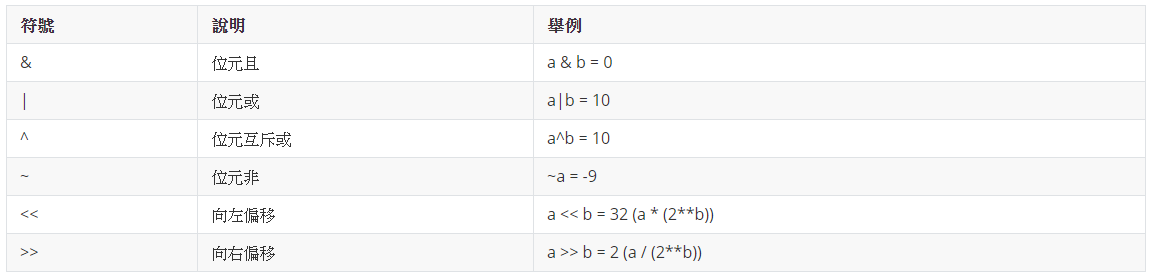 符號 說明 舉例
& 位元且 a & b = 0
| 位元或 a|b = 10
^ 位元互斥或 a^b = 10
~ 位元非 ~a = -9
<< 向左偏移 a << b = 32 (a * (2**b))
>> 向右偏移 a >> b = 2 (a / (2**b))